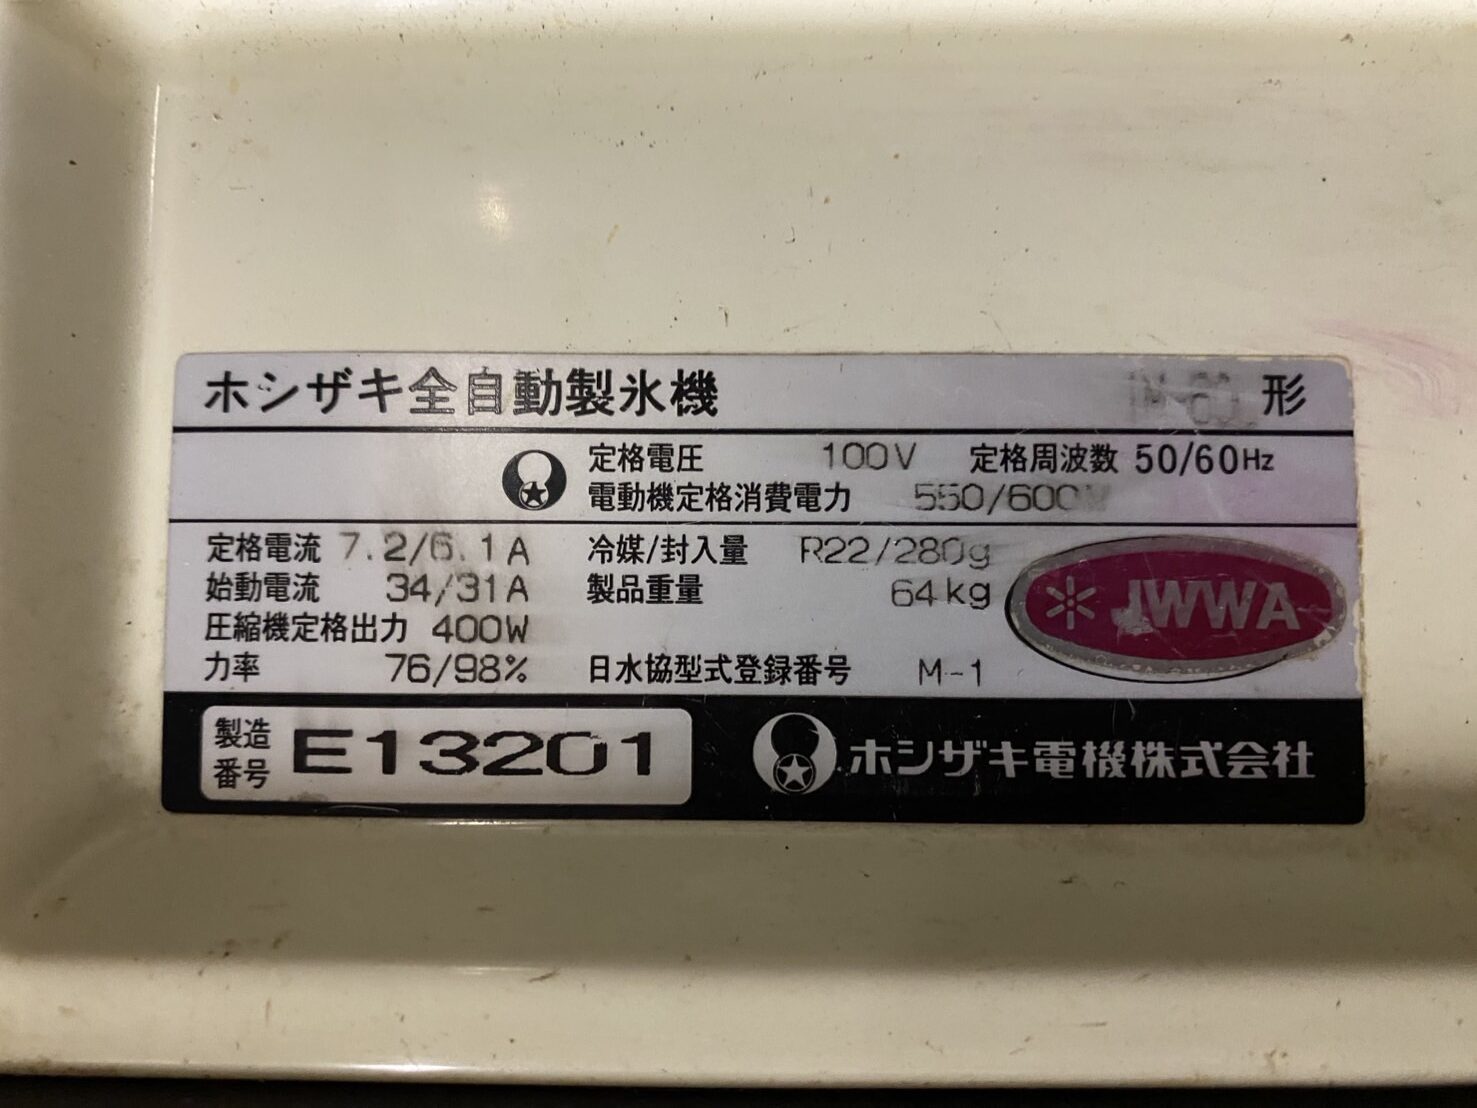 ホシザキ全自動製氷機 形
定格電圧 100V 定格周波数 50/60Hz
電動機定格消費電力 550/600W
定格電流 7.2/6.1A 冷媒/封入量 R22/280g
始動電流 34/31A 製品重量 64kg
圧縮機定格出力 400W
力率 76/98% 日水協型式登録番号 M-1
JWWA
製造番号 E13201 ホシザキ電機株式会社